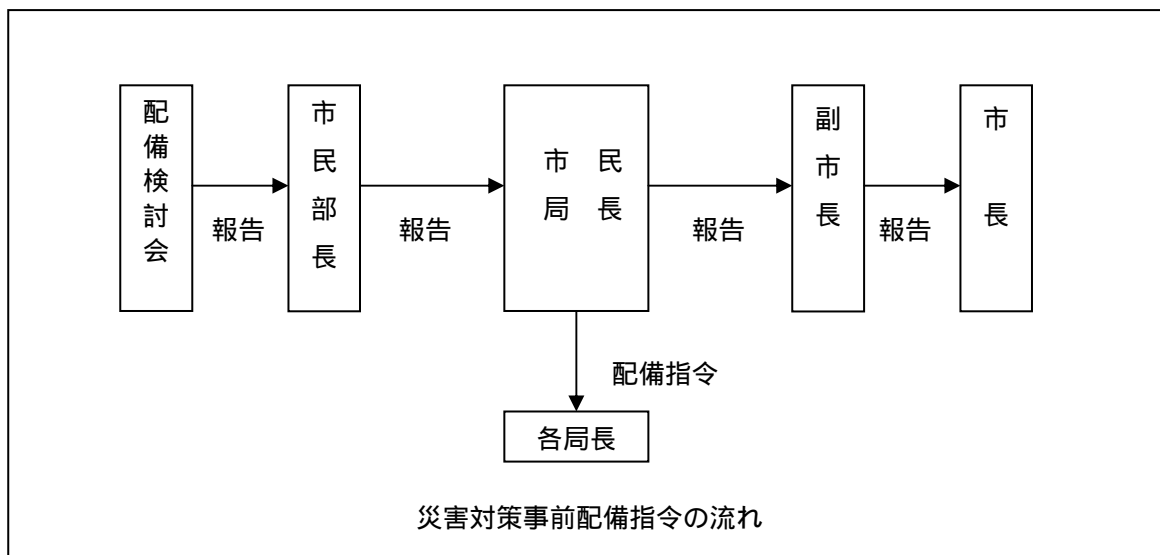 配備検討会
報告
市民部長
報告
市民
局長
報告
副市長
報告
市長
配備指令
各局長
災害対策事前配備指令の流れ